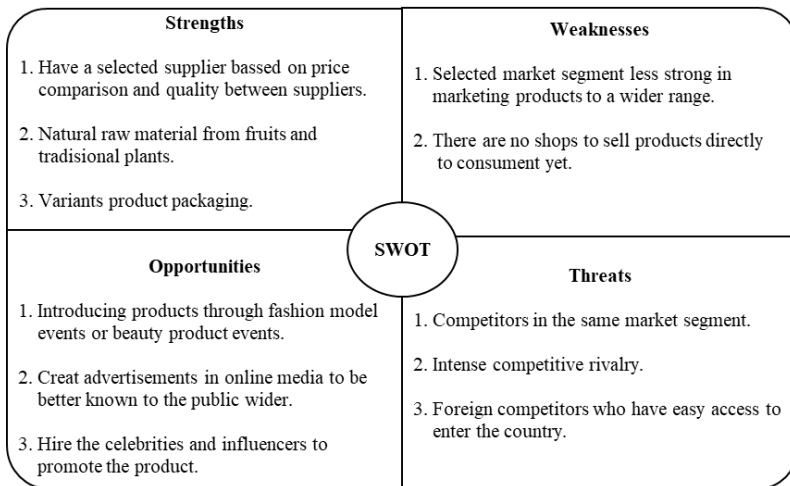 Strengths
1. Have a selected supplier bassed on price
comparison and quality between suppliers.
2. Natural raw material from fruits and
tradisional plants.
3. Variants product packaging.
Weaknesses
1. Selected market segment less strong in
marketing products to a wider range.
2. There are no shops to sell products directly
to consument yet.
SWOT
Opportunities
1. Introducing products through fashion model
events or beauty product events.
2. Creat advertisements in online media to be
better known to the public wider.
3. Hire the celebrities and influencers to
promote the product.
Threats
1. Competitors in the same market segment.
2. Intense competitive rivalry.
3. Foreign competitors who have easy access to
enter the country.